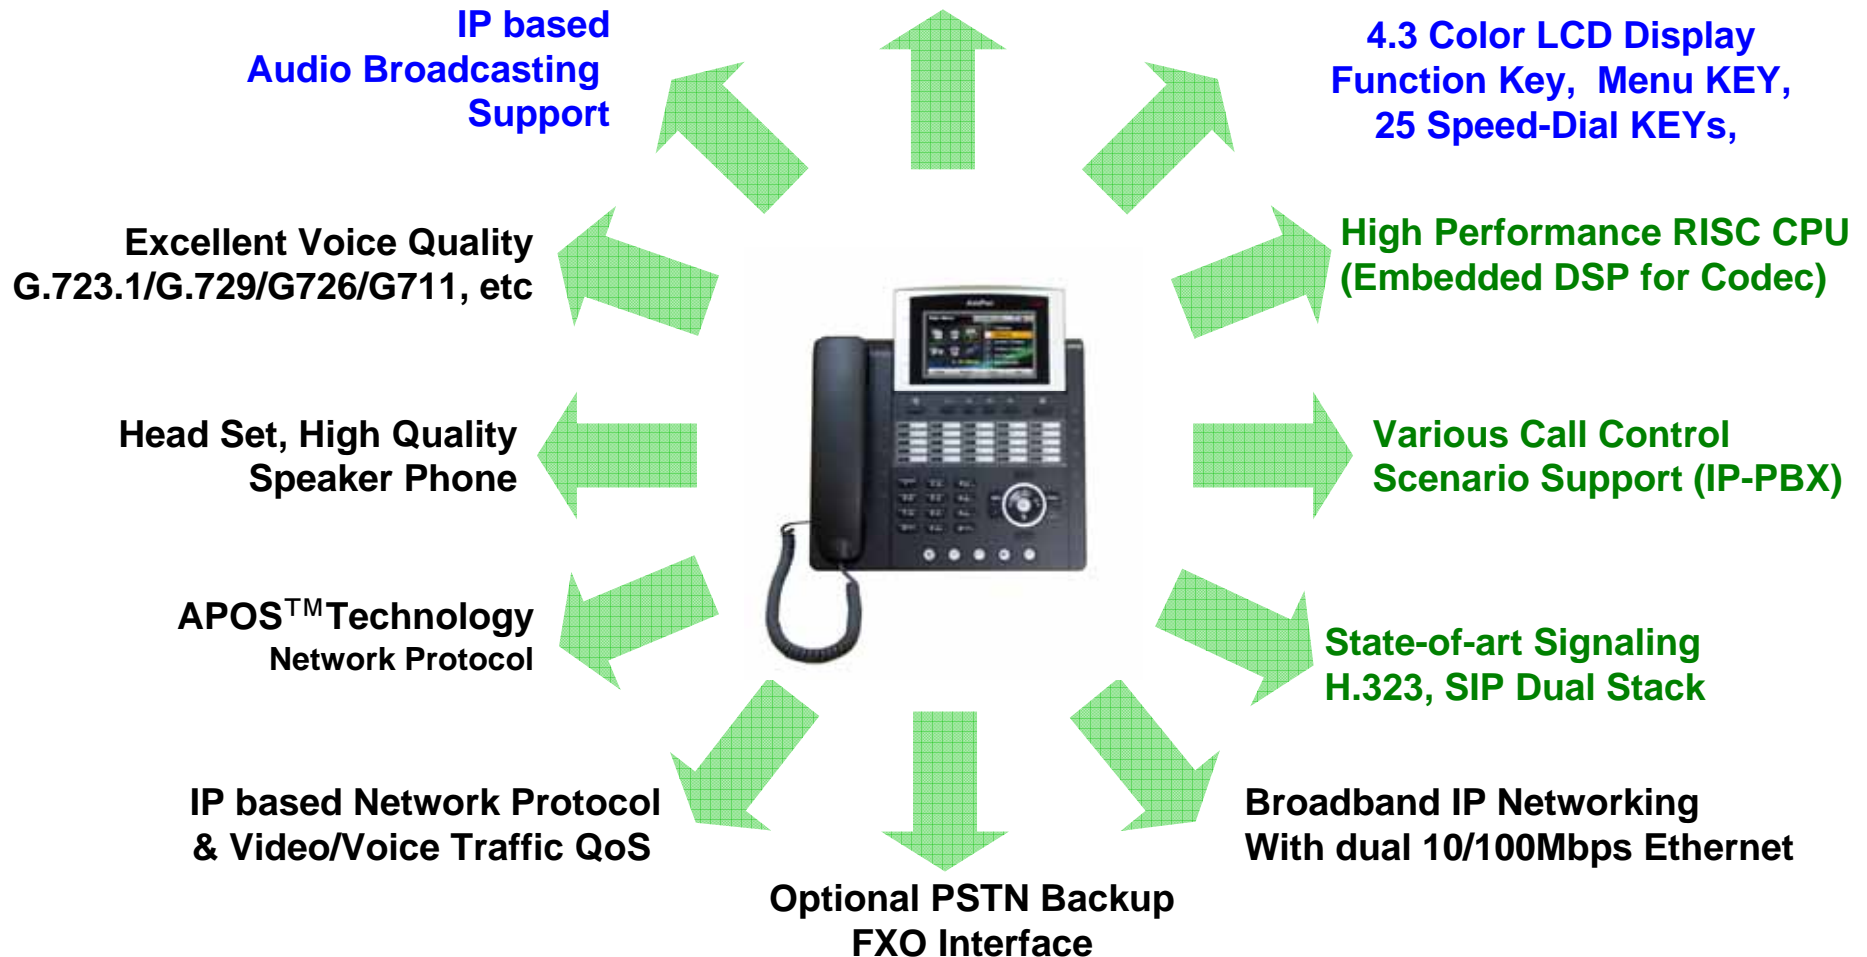 IP based
Audio Broadcasting
Support
4.3 Color LCD Display
Function Key, Menu KEY,
25 Speed-Dial KEYs,
Excellent Voice Quality
G.723.1/G.729/G726/G711, etc
High Performance RISC CPU
(Embedded DSP for Codec)
Head Set, High Quality
Speaker Phone
Various Call Control
Scenario Support (IP-PBX)
APOS™Technology
Network Protocol
State-of-art Signaling
H.323, SIP Dual Stack
IP based Network Protocol
& Video/Voice Traffic QoS
Broadband IP Networking
With dual 10/100Mbps Ethernet
Optional PSTN Backup
FXO Interface